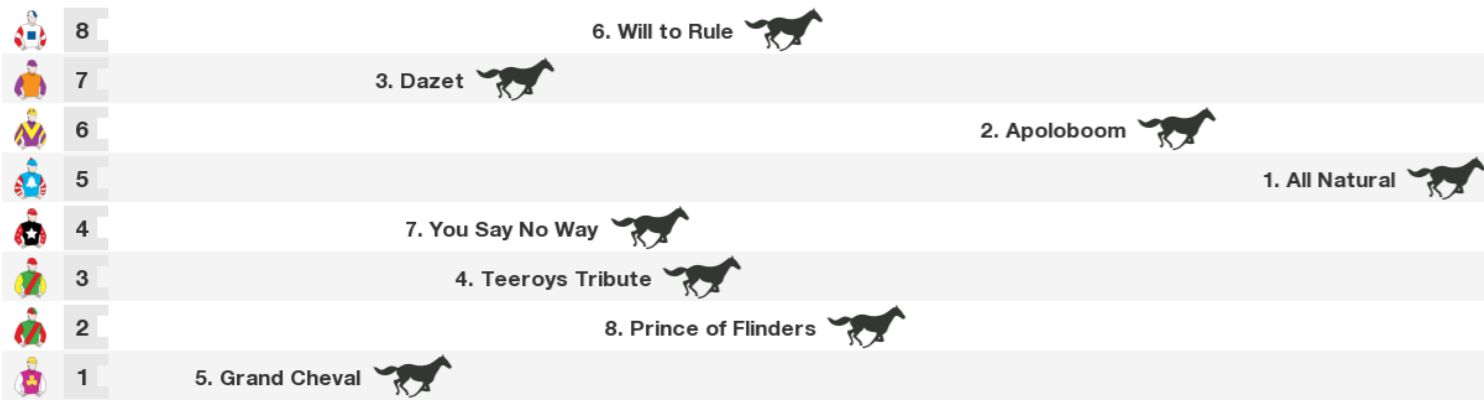 8 6. Will to Rule
7 3. Dazet
6 2. Apoloboom
5 1. All Natural
4 7. You Say No Way
3 4. Teeroys Tribute
2 8. Prince of Flinders
1 5. Grand Cheval